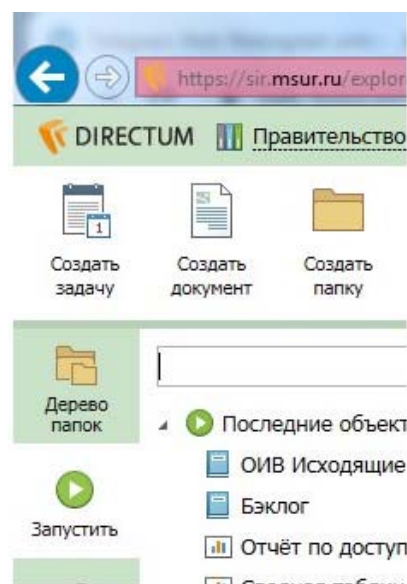 https://sir.msur.ru/explor
DIRECTUM Правительство
Создать задачу
Создать документ
Создать папку
Дерево папок
Последние объект
ОИВ Исходящие
Запустить
Бэклог
Отчёт по доступ